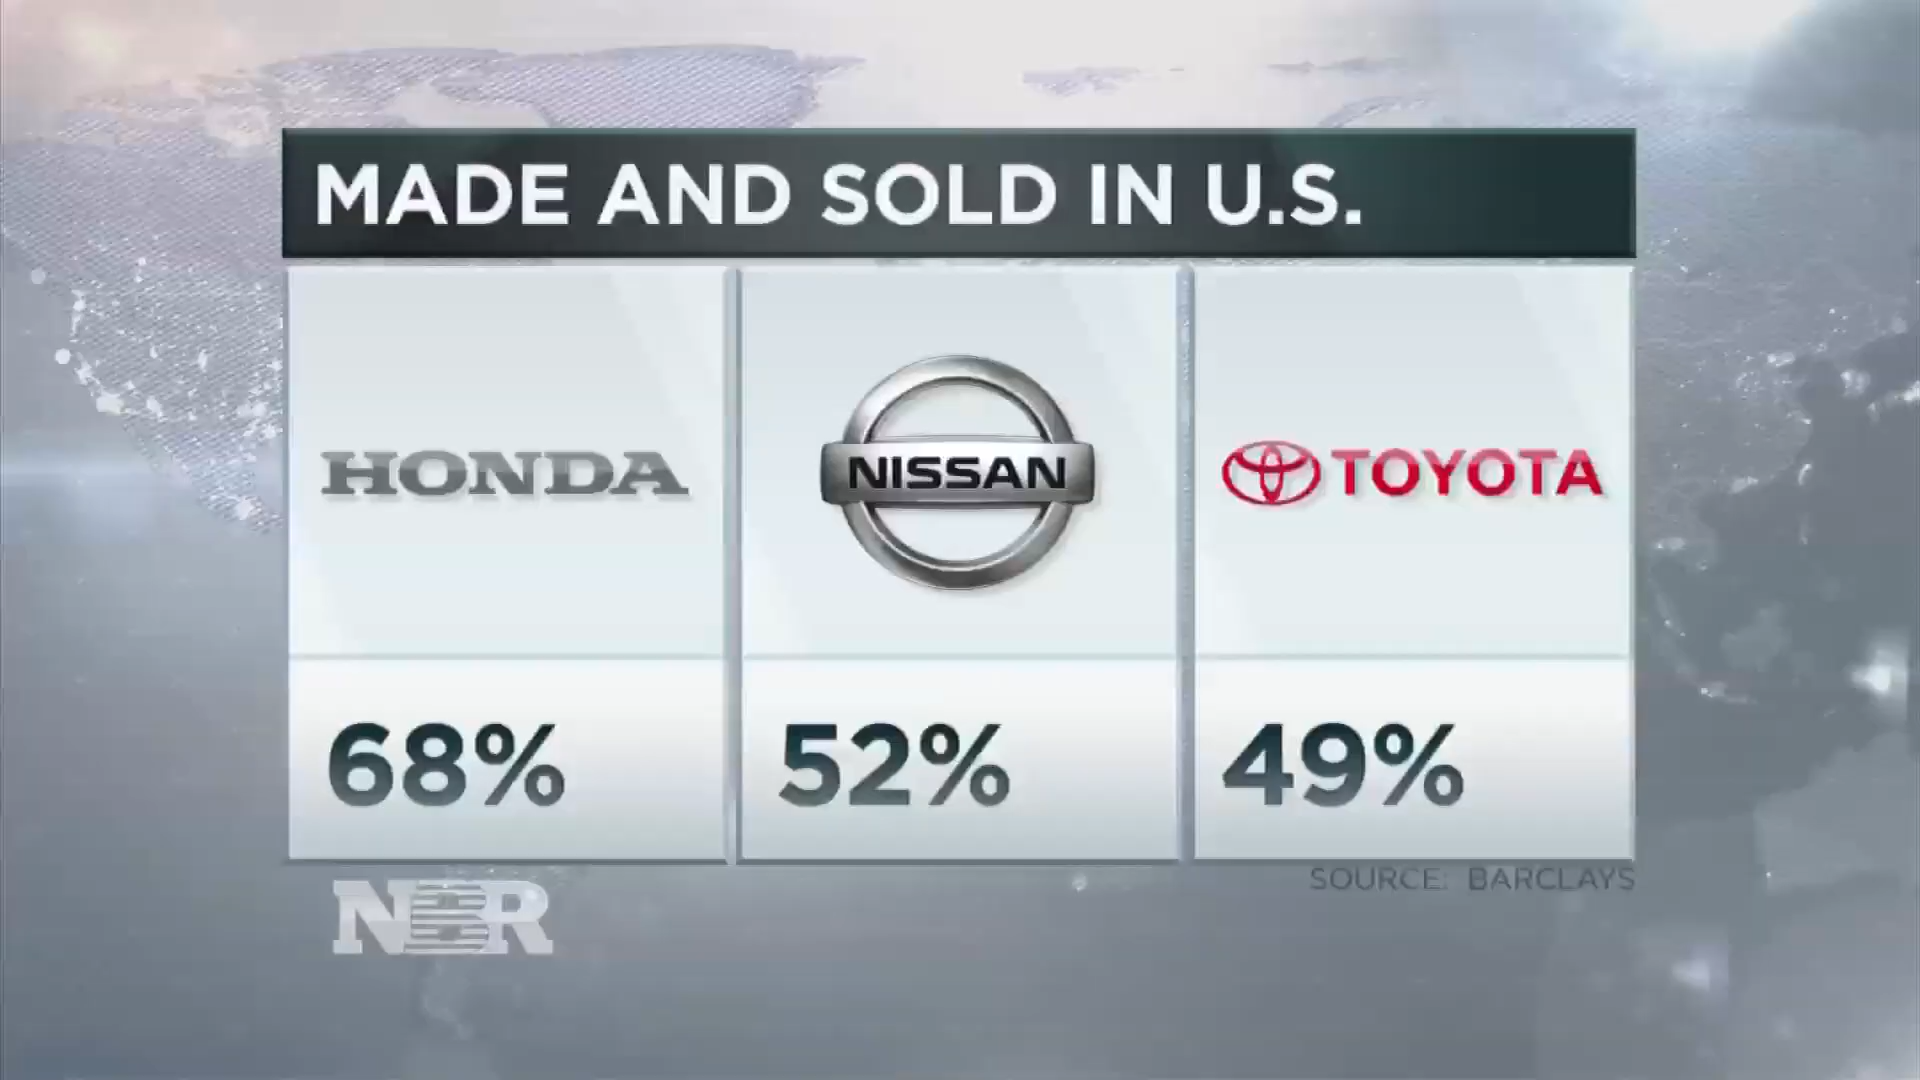 MADE AND SOLD IN U.S.
HONDA
NISSAN
TOYOTA
68%
52%
49%
SOURCE: BARCLAYS
NBR